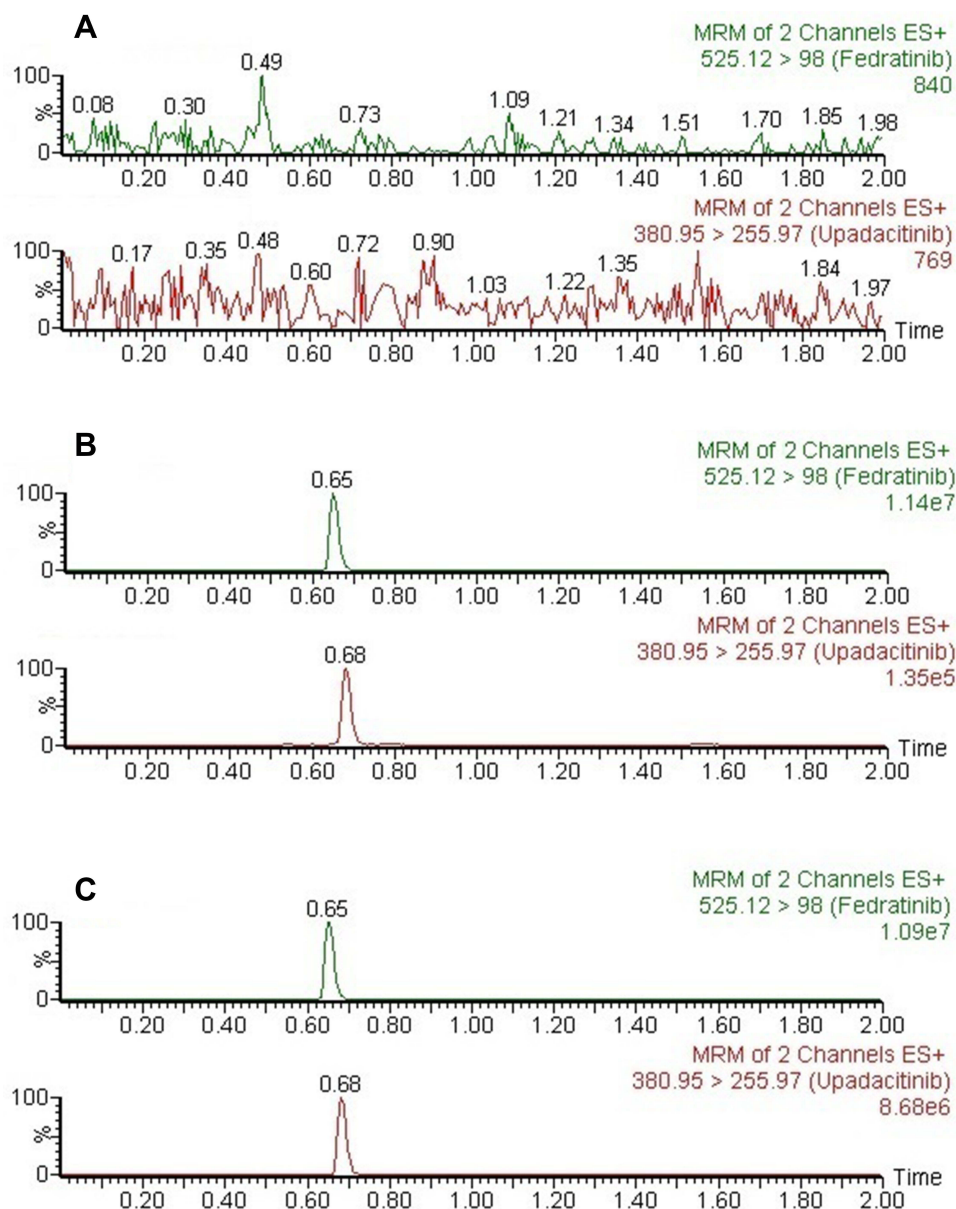 A
MRM of 2 Channels ES+
525.12 > 98 (Fedratinib)
840
100
%
0
0.08 0.30 0.49 0.73 1.09 1.21 1.34 1.51 1.70 1.85 1.98
0.20 0.40 0.60 0.80 1.00 1.20 1.40 1.60 1.80 2.00
MRM of 2 Channels ES+
380.95 > 255.97 (Upadacitinib)
769
100
%
0
0.17 0.35 0.48 0.60 0.72 0.90 1.03 1.22 1.35 1.84 1.97
Time
0.20 0.40 0.60 0.80 1.00 1.20 1.40 1.60 1.80 2.00
B
MRM of 2 Channels ES+
525.12 > 98 (Fedratinib)
1.14e7
0.65
100
%
0
0.20 0.40 0.60 0.80 1.00 1.20 1.40 1.60 1.80 2.00
MRM of 2 Channels ES+
380.95 > 255.97 (Upadacitinib)
1.35e5
0.68
100
%
0
Time
0.20 0.40 0.60 0.80 1.00 1.20 1.40 1.60 1.80 2.00
C
MRM of 2 Channels ES+
525.12 > 98 (Fedratinib)
1.09e7
0.65
100
%
0
0.20 0.40 0.60 0.80 1.00 1.20 1.40 1.60 1.80 2.00
MRM of 2 Channels ES+
380.95 > 255.97 (Upadacitinib)
8.68e6
0.68
100
%
0
Time
0.20 0.40 0.60 0.80 1.00 1.20 1.40 1.60 1.80 2.00